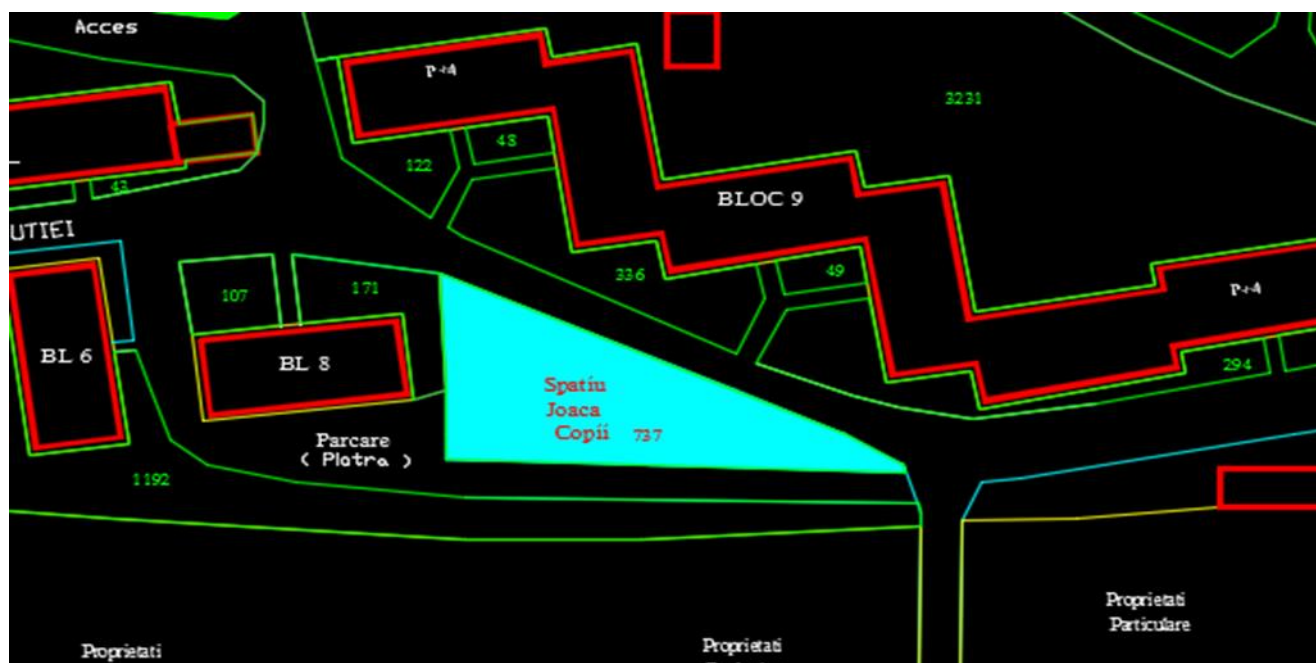 Acces
P+4
3231
48
122
43
BLOC 9
UTIEI
336
49
107
171
P+4
BL 6
BL 8
294
Spatiu
Joaca
Copii 737
Parcare
( Piatra )
1192
Proprietati
Particulare
Proprietati
Proprietati